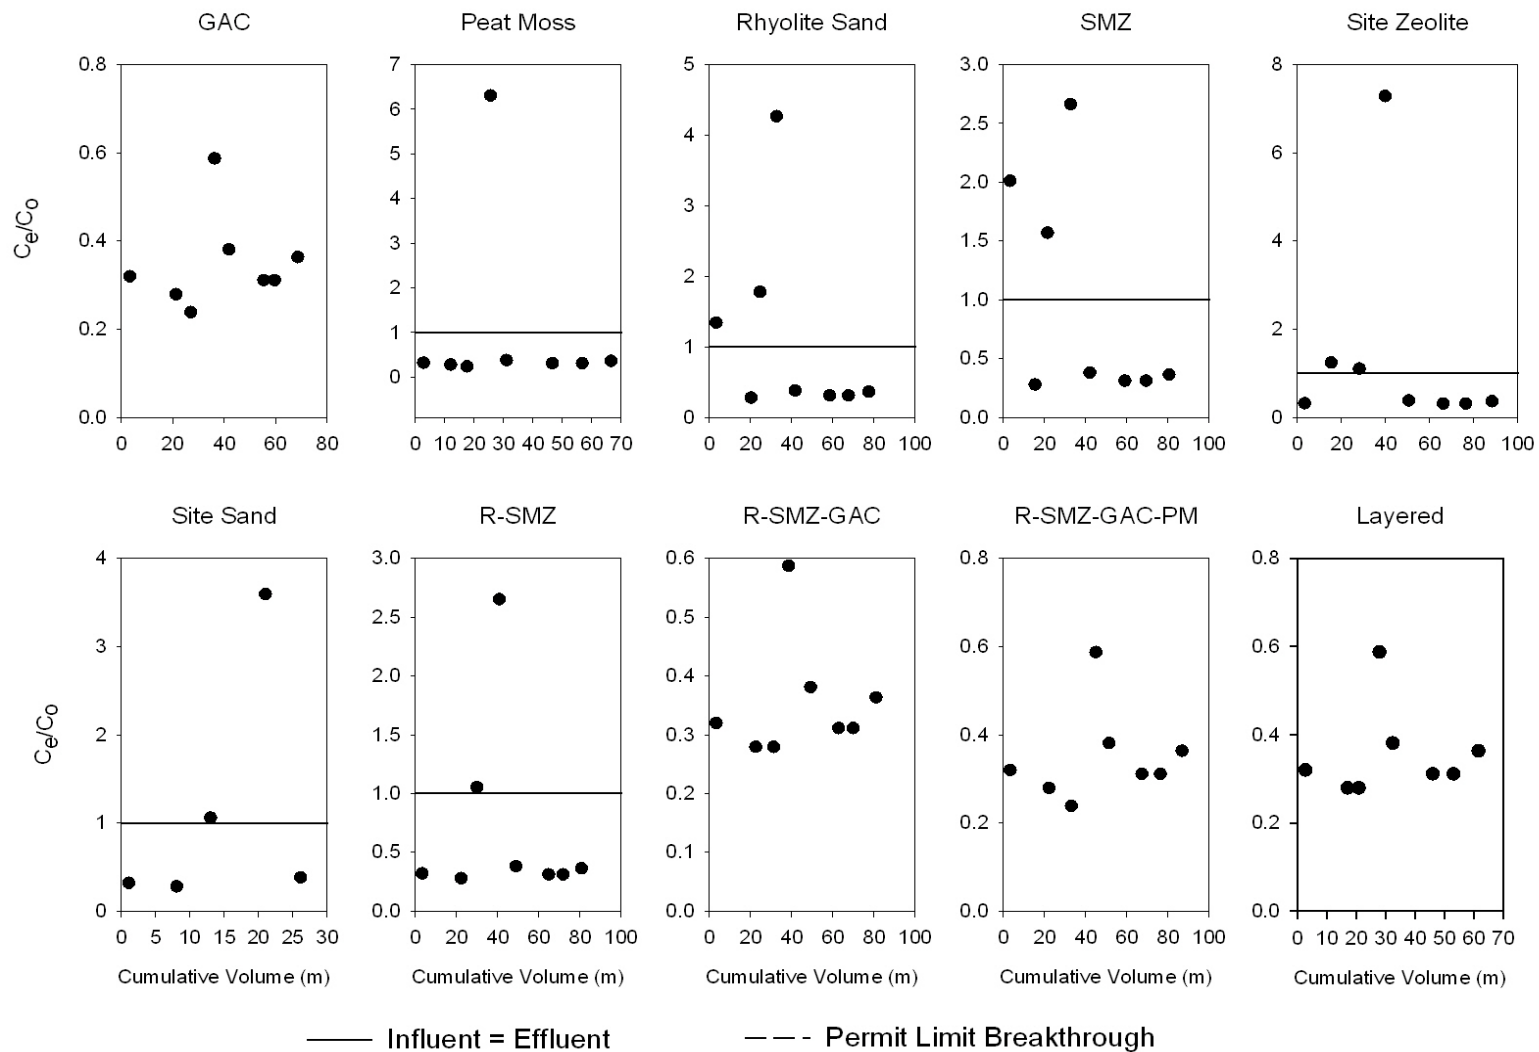 GAC Peat Moss Rhyolite Sand SMZ Site Zeolite
0.8 7 5 3.0 8
6 2.5
0.6 5 4 2.0 6
Ce/Co 0.4 4 3 1.5 4
3 2
2 1.0
0.2 1 1 0.5 2
0
0.0 0 0.0 0
0 20 40 60 80 0 10 20 30 40 50 60 70 0 20 40 60 80 100 0 20 40 60 80 100 0 20 40 60 80 100
Site Sand R-SMZ R-SMZ-GAC R-SMZ-GAC-PM Layered
4 3.0 0.6 0.8 0.8
2.5 0.5
3 2.0 0.4 0.6 0.6
Ce/Co 2 1.5 0.3 0.4 0.4
1 1.0 0.2 0.2 0.2
0.5 0.1
0 0.0 0.0 0.0 0.0
0 5 10 15 20 25 30 0 20 40 60 80 100 0 20 40 60 80 100 0 20 40 60 80 100 0 10 20 30 40 50 60 70
Cumulative Volume (m) Cumulative Volume (m) Cumulative Volume (m) Cumulative Volume (m) Cumulative Volume (m)
Influent = Effluent Permit Limit Breakthrough